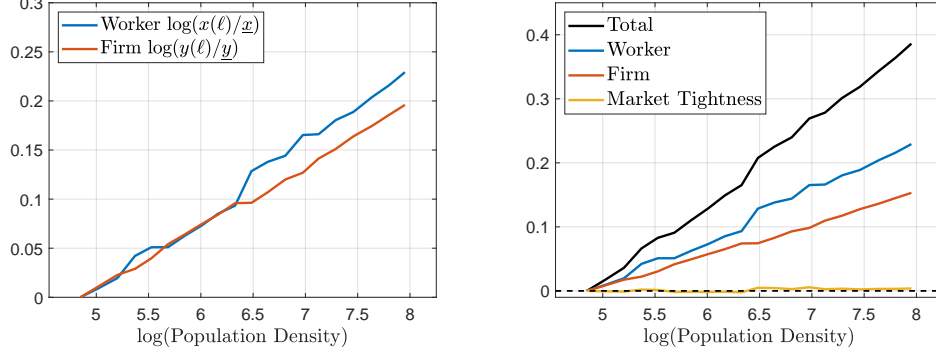 0.3
0.25
0.2
0.15
0.1
0.05
0
Worker log(x(ℓ)/x)
Firm log(y(ℓ)/y)
5 5.5 6 6.5 7 7.5 8
log(Population Density)
0.4
0.3
0.2
0.1
0
Total
Worker
Firm
Market Tightness
5 5.5 6 6.5 7 7.5 8
log(Population Density)